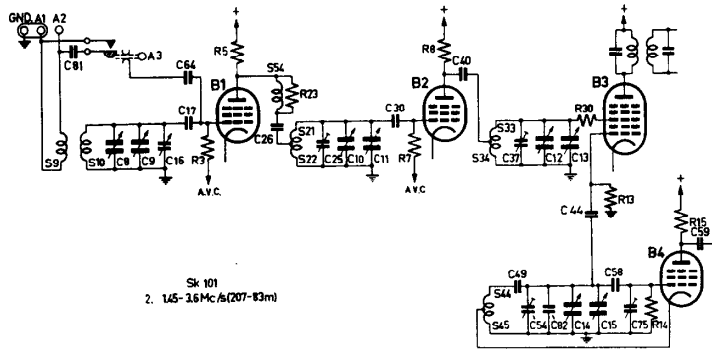 GND. A1 A2
C81
A3
C64
R5
S54
R23
B1
C17
C26
S9
S10
C8
C9
C16
R3
A.V.C.
S21
S22
C25
C10
C11
C30
R8
C40
B2
R7
A.V.C.
S33
S34
C37
C12
C13
R30
B3
R13
C44
R15
C59
B4
C49
C58
S44
S45
C54
C82
C14
C15
C75
R14
Sk 101
2. 1.45-3.6 Mc/s (207-83m)